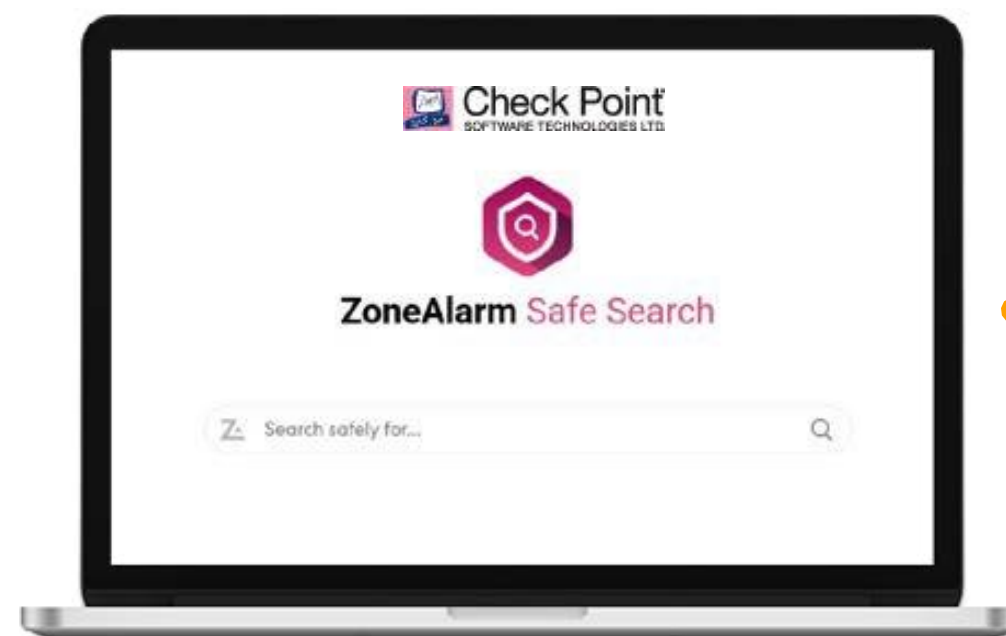 Check Point
SOFTWARE TECHNOLOGIES LTD.
ZoneAlarm Safe Search
Search safely for...